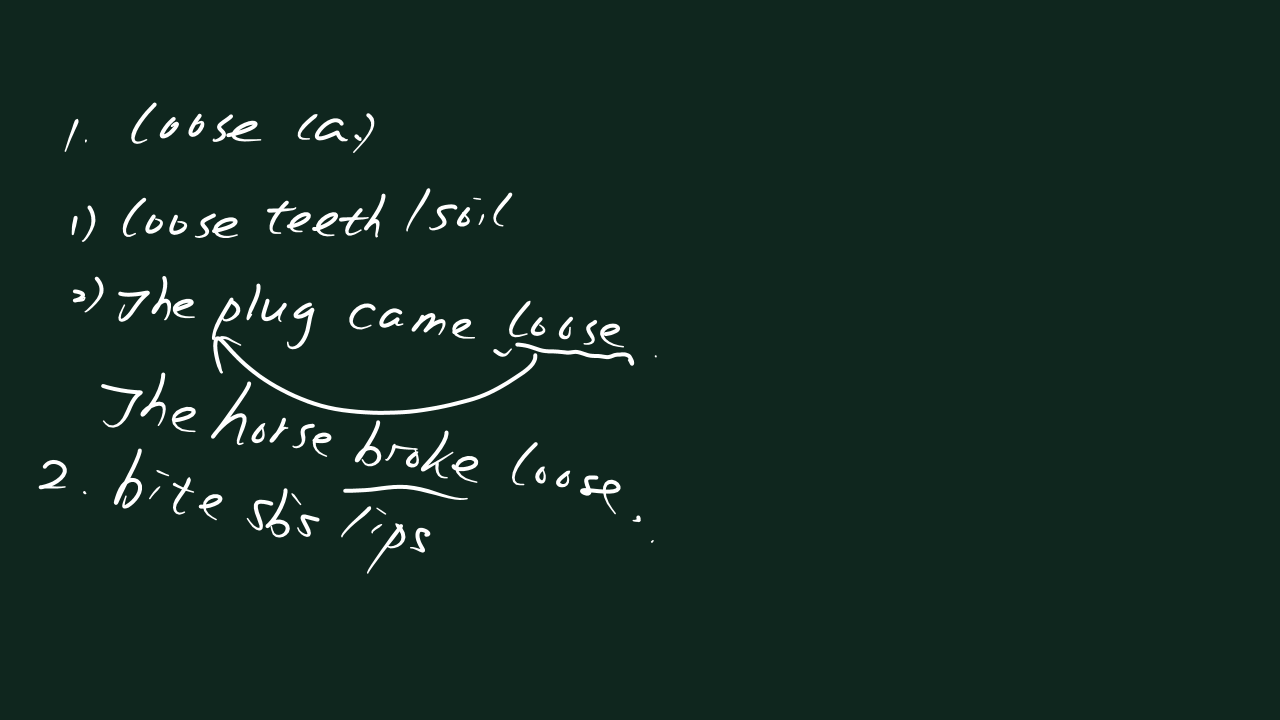 1. loose (a.)
1) loose teeth / soil
2) The plug came loose.
The horse broke loose.
2. bite sb's lips